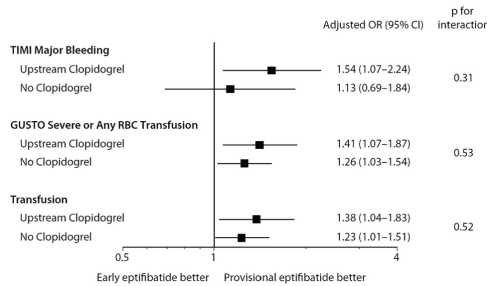 Adjusted OR (95% CI) p for interaction
TIMI Major Bleeding
Upstream Clopidogrel 1.54 (1.07–2.24) 0.31
No Clopidogrel 1.13 (0.69–1.84)
GUSTO Severe or Any RBC Transfusion
Upstream Clopidogrel 1.41 (1.07–1.87) 0.53
No Clopidogrel 1.26 (1.03–1.54)
Transfusion
Upstream Clopidogrel 1.38 (1.04–1.83) 0.52
No Clopidogrel 1.23 (1.01–1.51)
0.5 1 4
Early eptifibatide better Provisional eptifibatide better